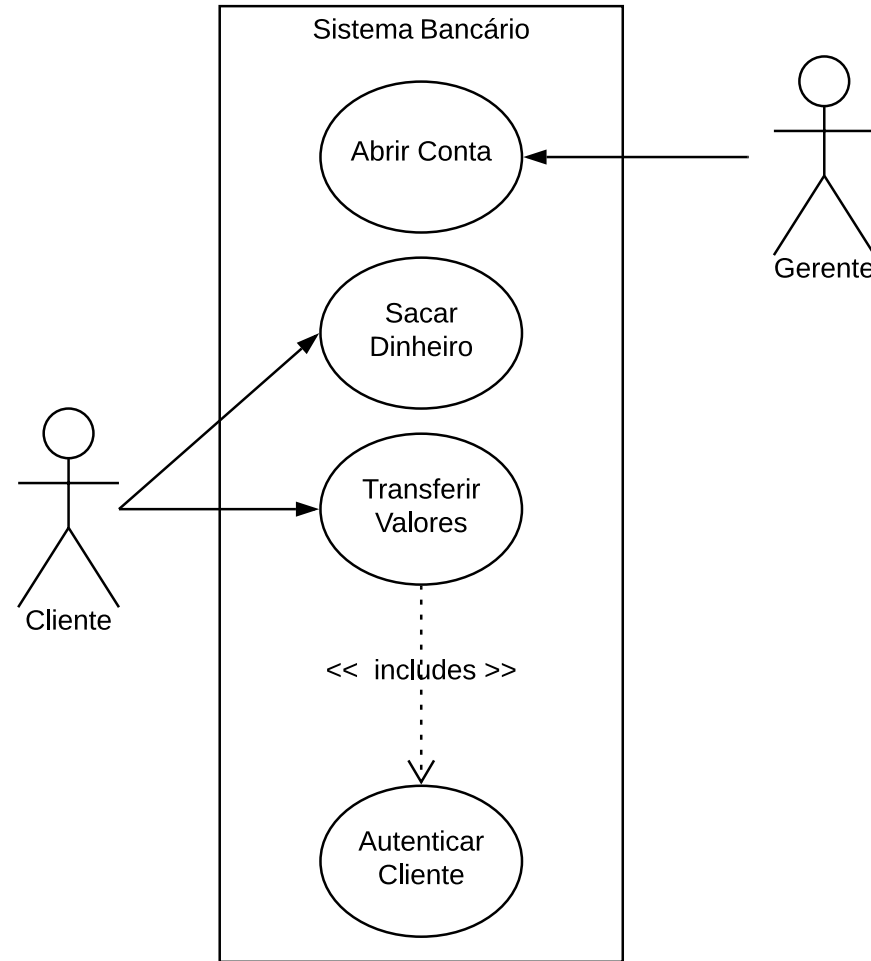 Sistema Bancário
Abrir Conta
Gerente
Sacar
Dinheiro
Transferir
Valores
Cliente
<< includes >>
Autenticar
Cliente